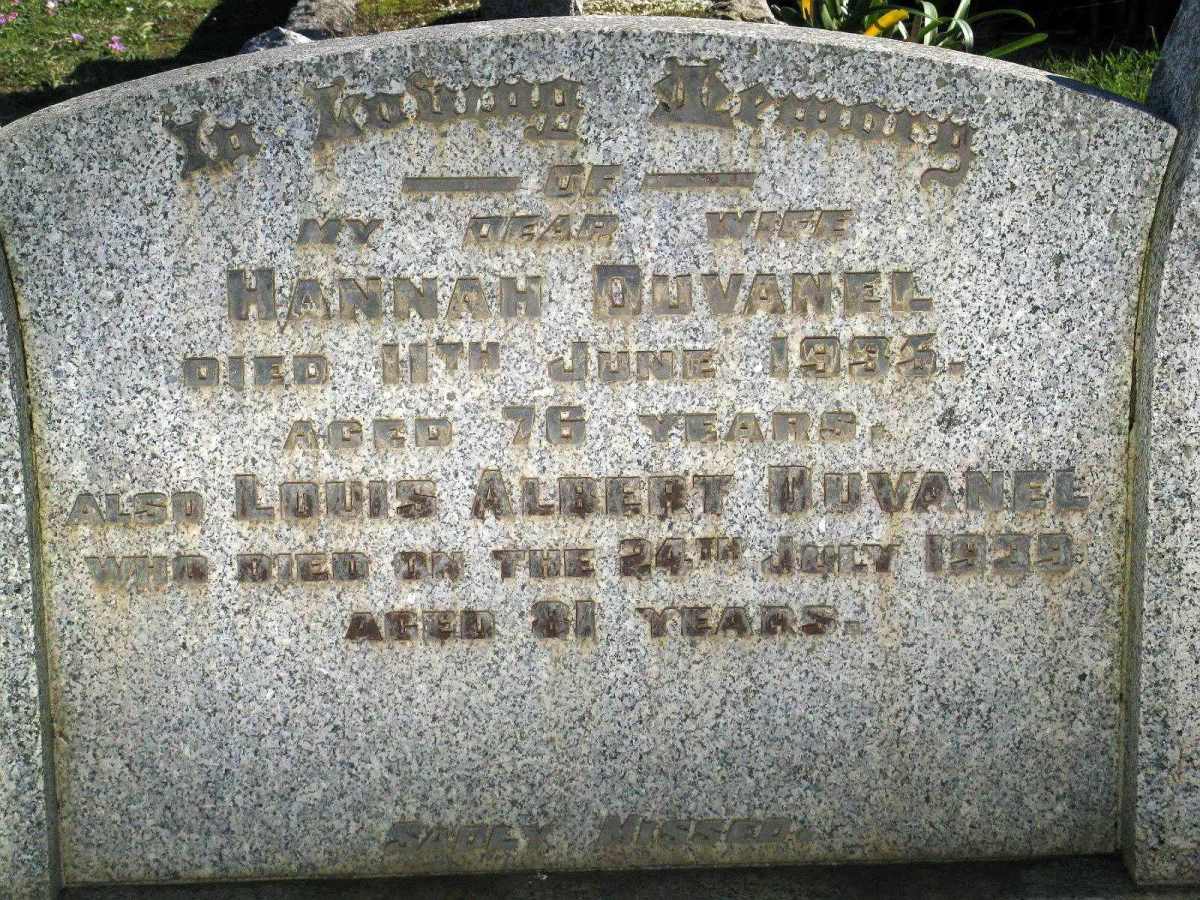 In Loving Memory
OF
MY DEAR WIFE
HANNAH DUVANEL
DIED 11TH JUNE 1935.
AGED 76 YEARS.
ALSO LOUIS ALBERT DUVANEL
WHO DIED ON THE 24TH JULY 1939.
AGED 81 YEARS.
SADLY MISSED.